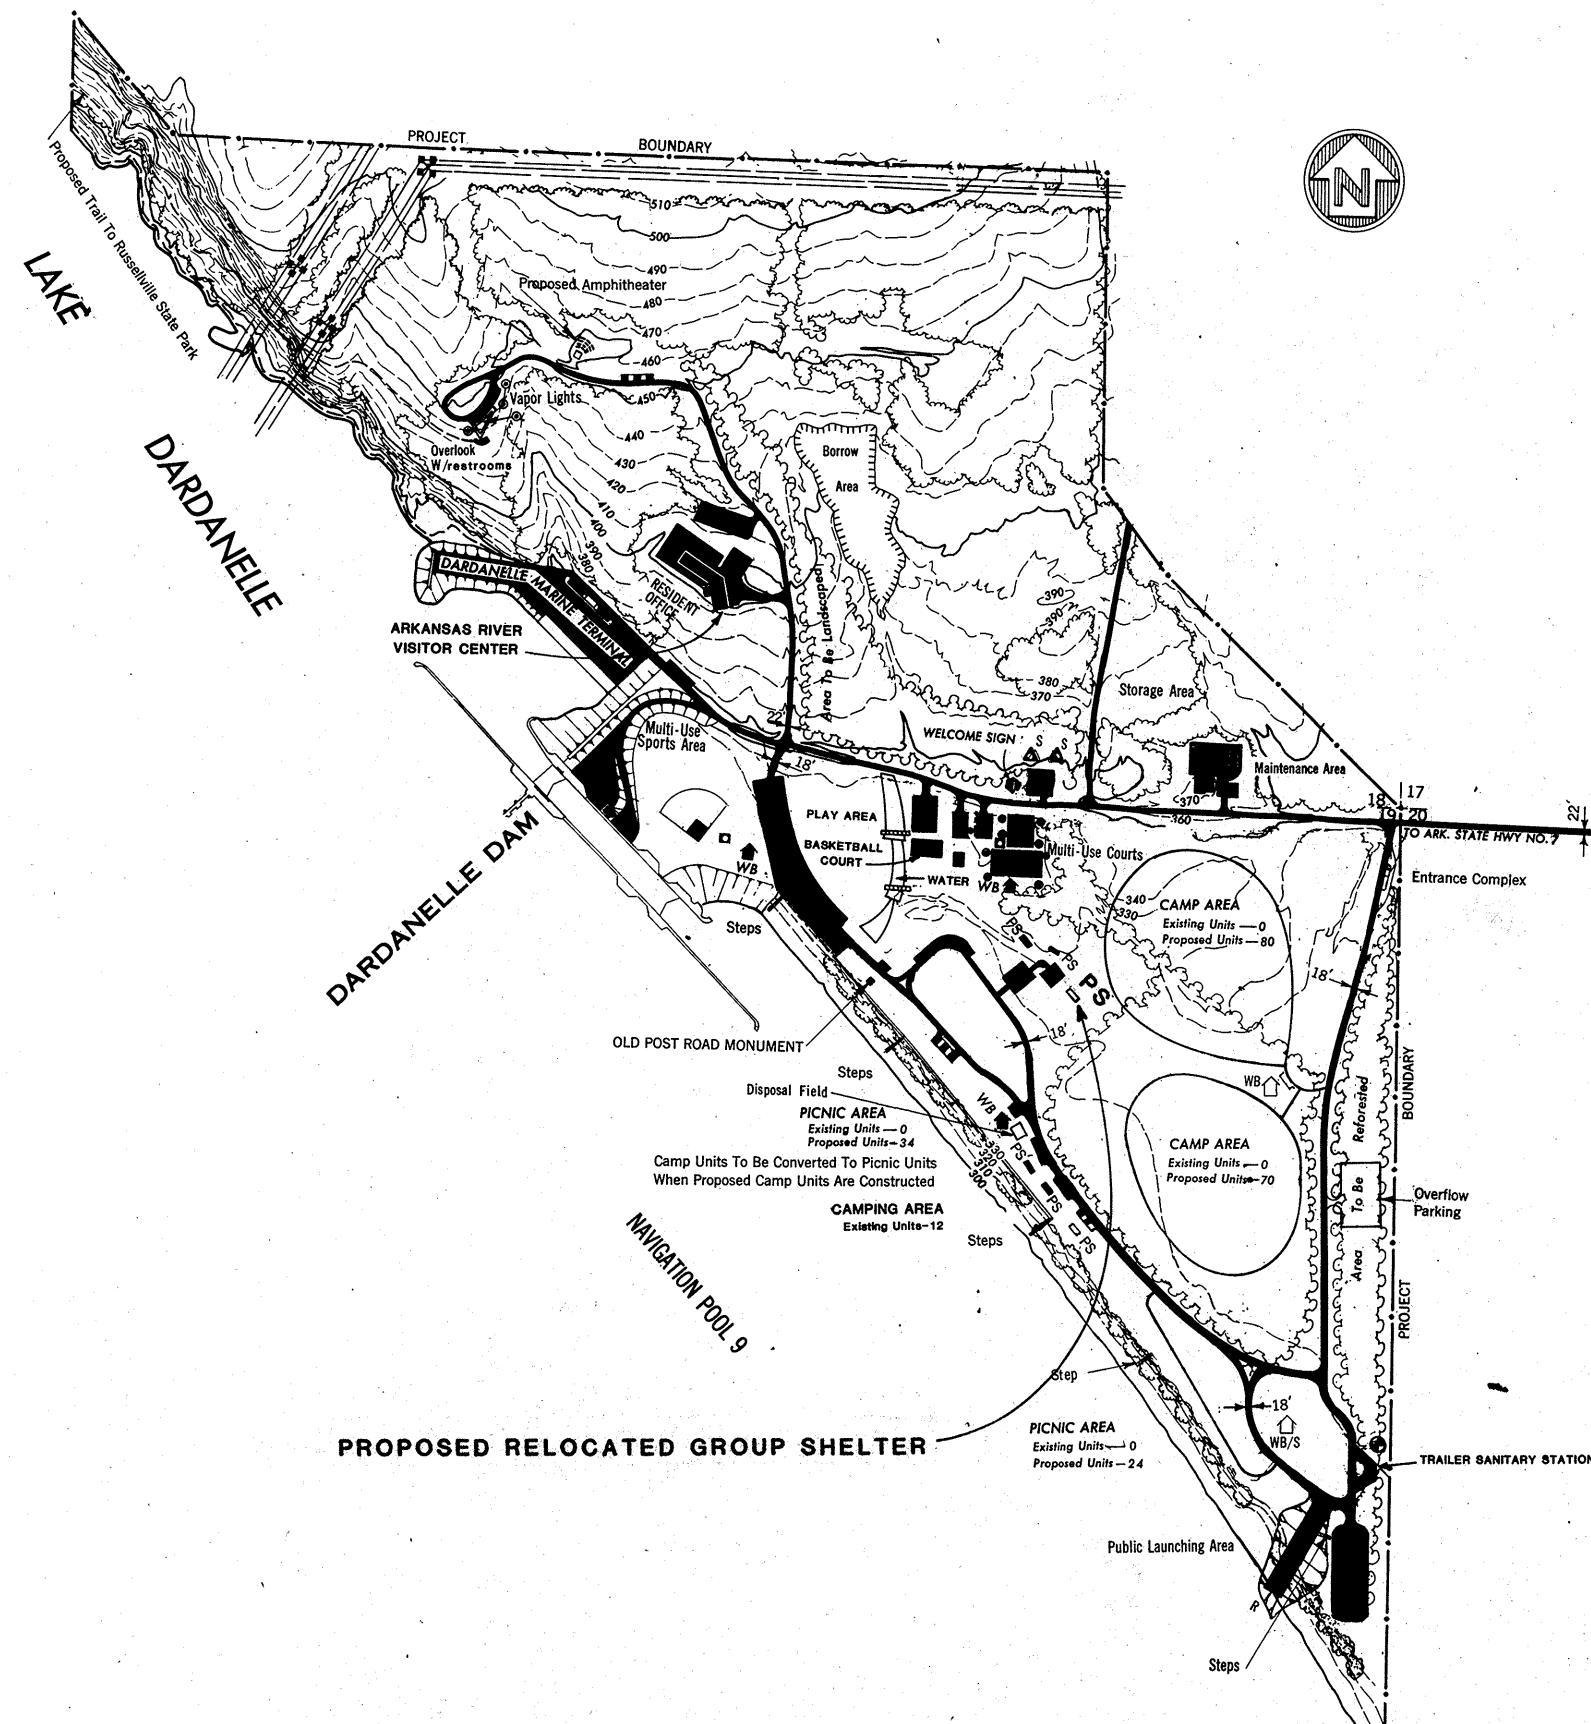 PROJECT BOUNDARY
N
Proposed Trail To Russellville State Park
LAKE
DARDANELLE
510
500
490
Proposed Amphitheater
480
470
460
450
Vapor Lights
440
Overlook
W/restrooms
430
420
410
400
390
380
Borrow
Area
DARDANELLE MARINE TERMINAL
RESIDENT
OFFICE
ARKANSAS RIVER
VISITOR CENTER
Area To Be Landscaped
390
390
380
370
Storage Area
22'
Multi-Use
Sports Area
WELCOME SIGN
S
S
18'
Maintenance Area
370
360
18
17
19
20
22'
TO ARK. STATE HWY NO. 7
PLAY AREA
BASKETBALL
COURT
WATER
WB
Multi-Use Courts
WB
DARDANELLE DAM
Entrance Complex
340
330
CAMP AREA
Existing Units—0
Proposed Units—80
Steps
PS
PS
PS
18'
18'
OLD POST ROAD MONUMENT
Steps
Disposal Field
WB
WB
PICNIC AREA
Existing Units—0
Proposed Units—34
Camp Units To Be Converted To Picnic Units
When Proposed Camp Units Are Constructed
330
320
310
300
PS
PS
PS
CAMPING AREA
Existing Units-12
Steps
CAMP AREA
Existing Units—0
Proposed Units—70
Area To Be Reforested
PROJECT BOUNDARY
Overflow
Parking
NAVIGATION POOL 9
Step
18'
WB/S
PROPOSED RELOCATED GROUP SHELTER
PICNIC AREA
Existing Units—0
Proposed Units—24
TRAILER SANITARY STATION
Public Launching Area
R
Steps